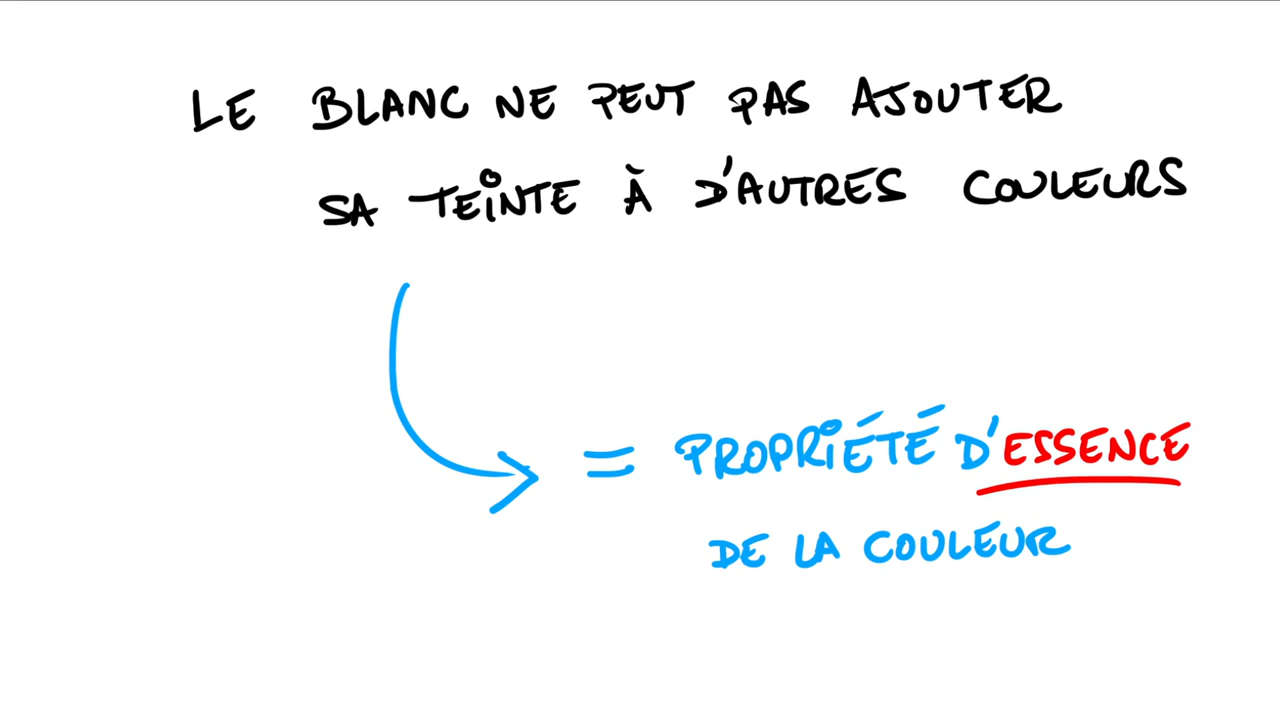 LE BLANC NE PEUT PAS AJOUTER
SA TEINTE À D'AUTRES COULEURS
= PROPRIÉTÉ D'ESSENCE
DE LA COULEUR